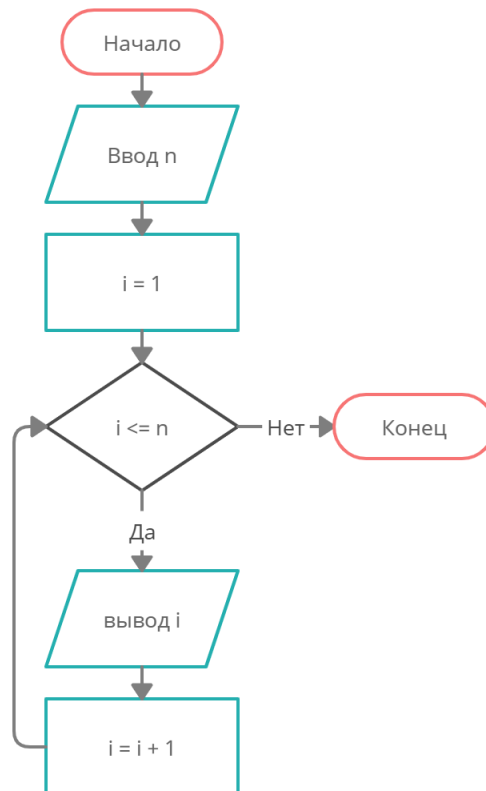 Начало
Ввод n
i = 1
i <= n
Нет
Конец
Да
вывод i
i = i + 1